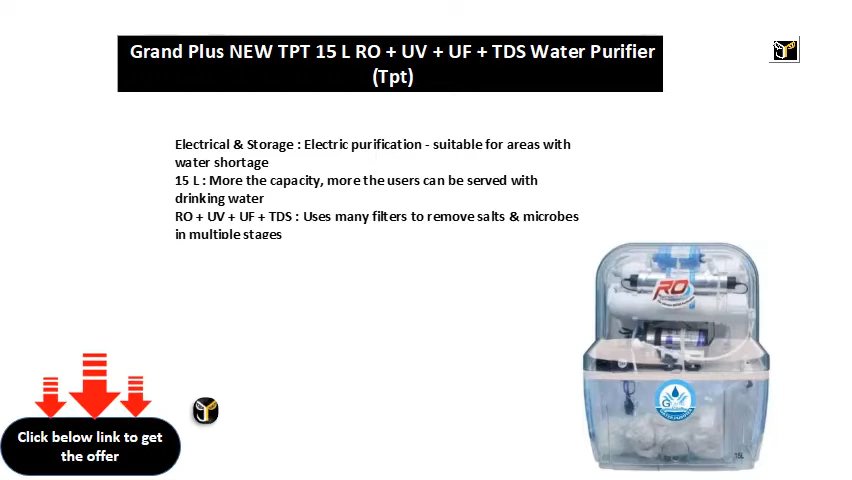 Grand Plus NEW TPT 15 L RO + UV + UF + TDS Water Purifier
(Tpt)
Electrical & Storage : Electric purification - suitable for areas with
water shortage
15 L : More the capacity, more the users can be served with
drinking water
RO + UV + UF + TDS : Uses many filters to remove salts & microbes
in multiple stages
RO
WATER PURIFIER
15L
Click below link to get
the offer